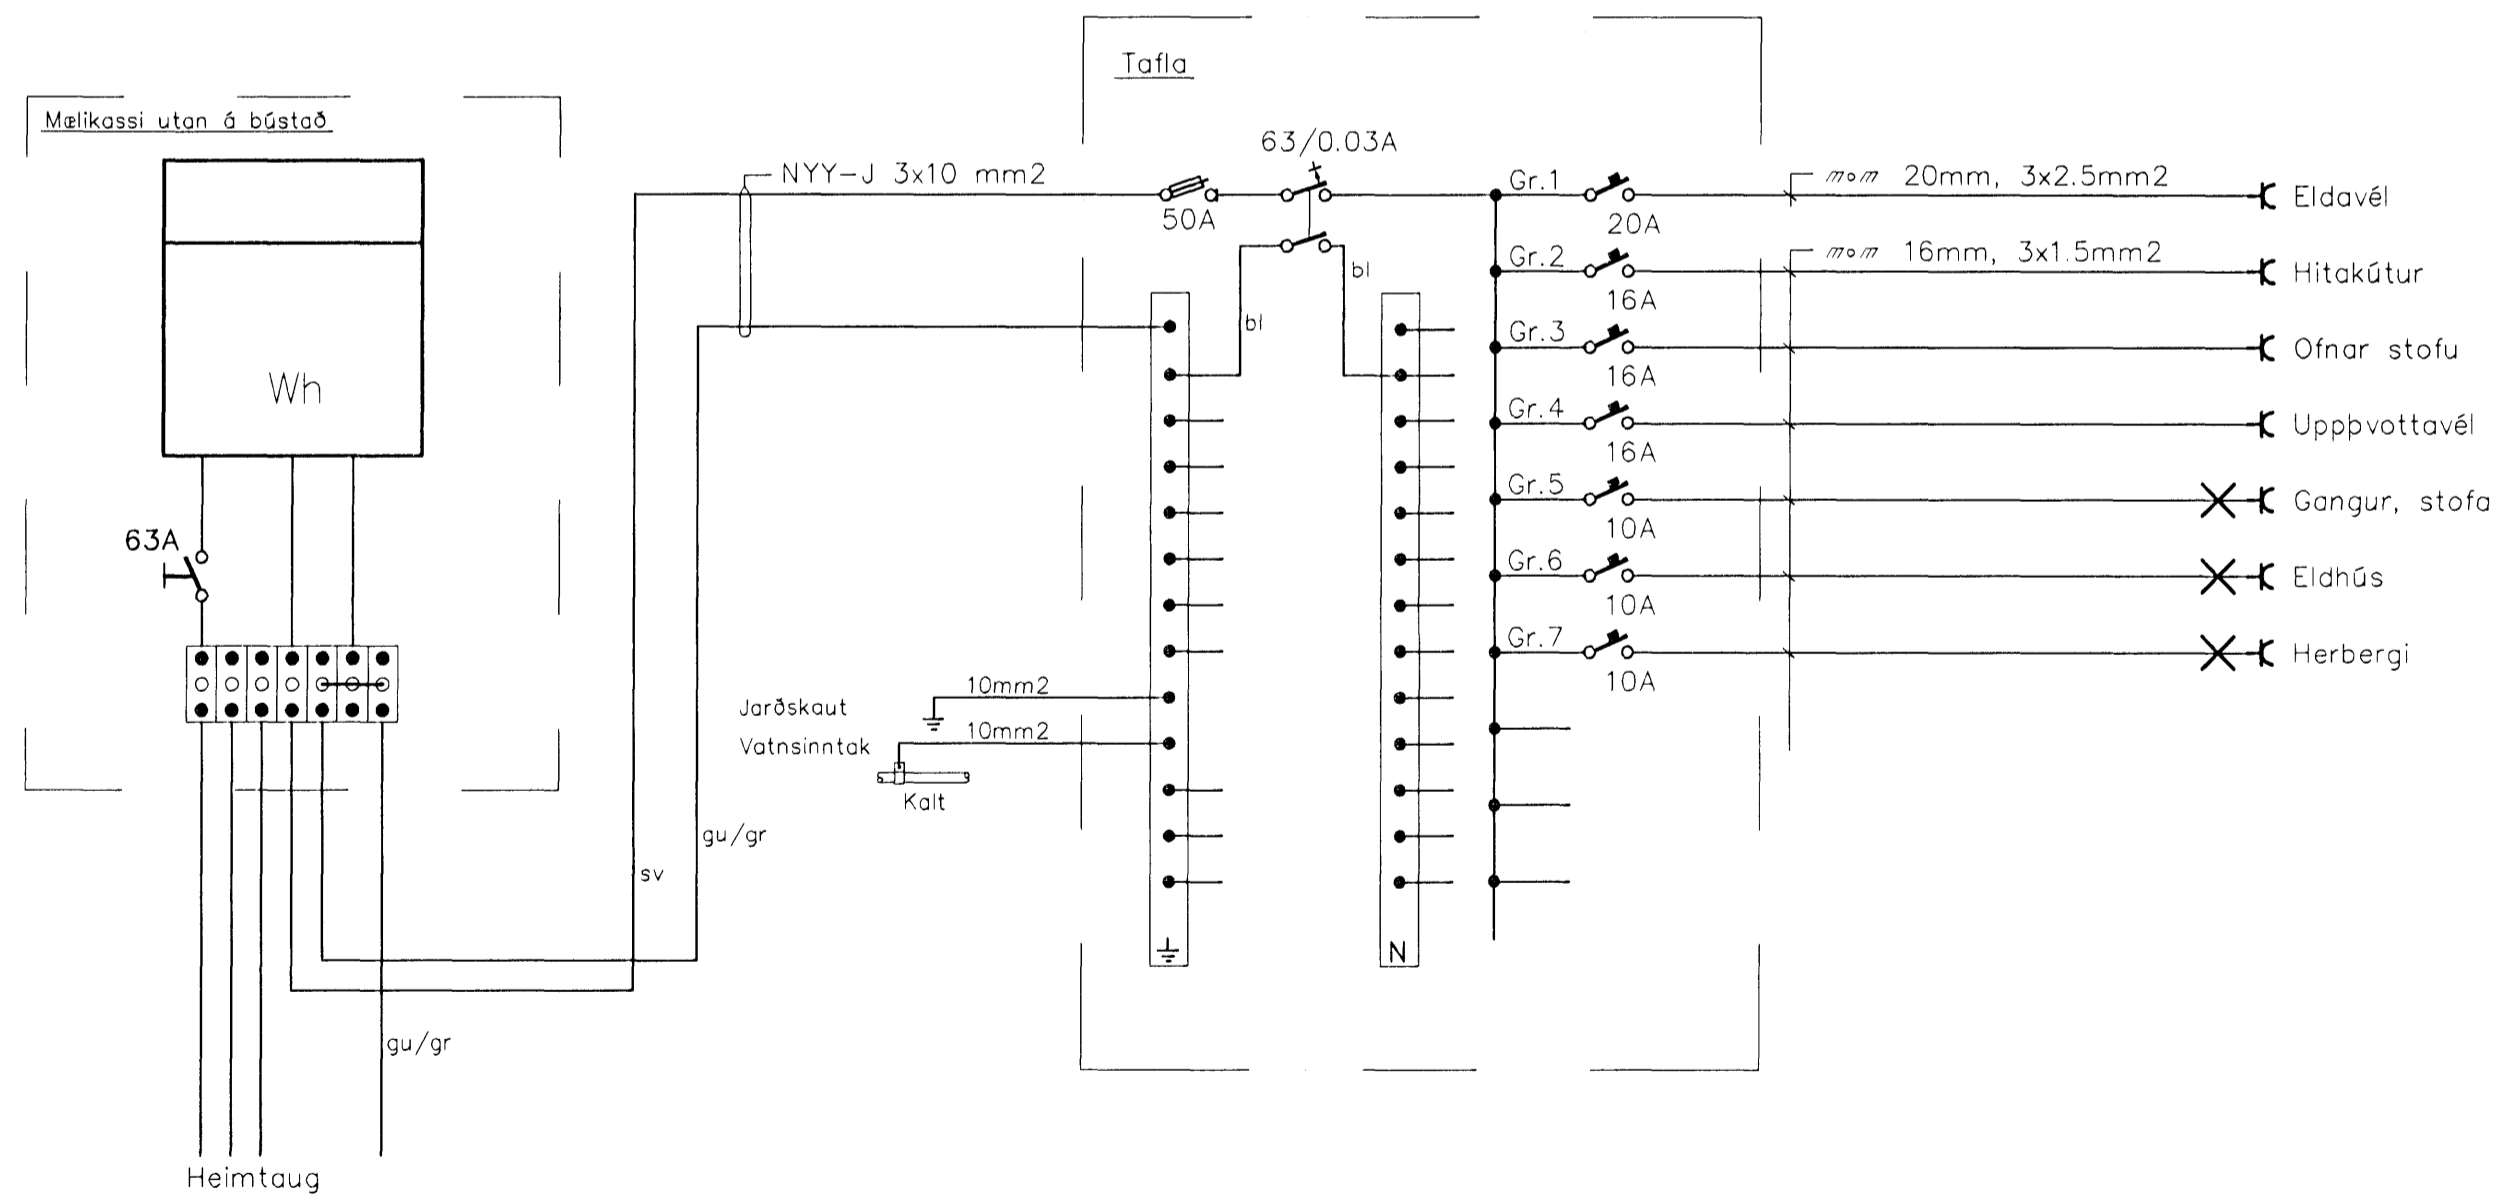 Tafla
Mælikassi utan á bústað
63/0.03A
NYY-J 3x10 mm2
50A
Gr.1
20A
20mm, 3x2.5mm2
Eldavél
bl
bl
Gr.2
16A
16mm, 3x1.5mm2
Hitakútur
Gr.3
16A
Ofnar stofu
Wh
Gr.4
16A
Uppþvottavél
Gr.5
10A
Gangur, stofa
63A
Gr.6
10A
Eldhús
Gr.7
10A
Herbergi
Jarðskaut
10mm2
Vatnsinntak
10mm2
Kalt
gu/gr
sv
N
gu/gr
Heimtaug